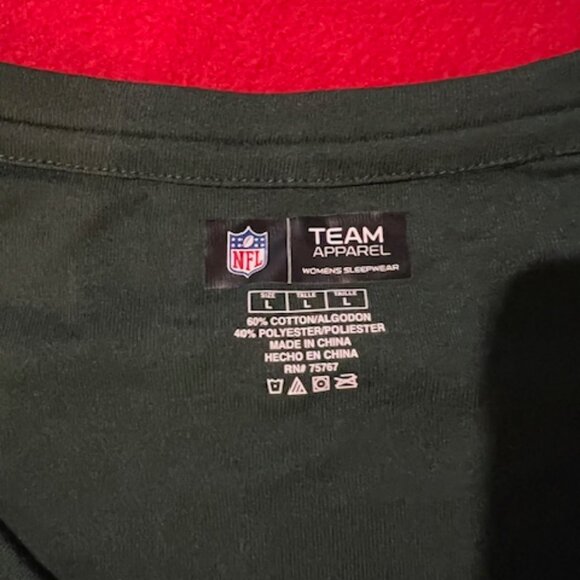 NFL
TEAM
APPAREL
WOMENS SLEEPWEAR
SIZE TALLE TAILLE
L L L
60% COTTON/ALGODON
40% POLYESTER/POLIESTER
MADE IN CHINA
HECHO EN CHINA
RN# 75767